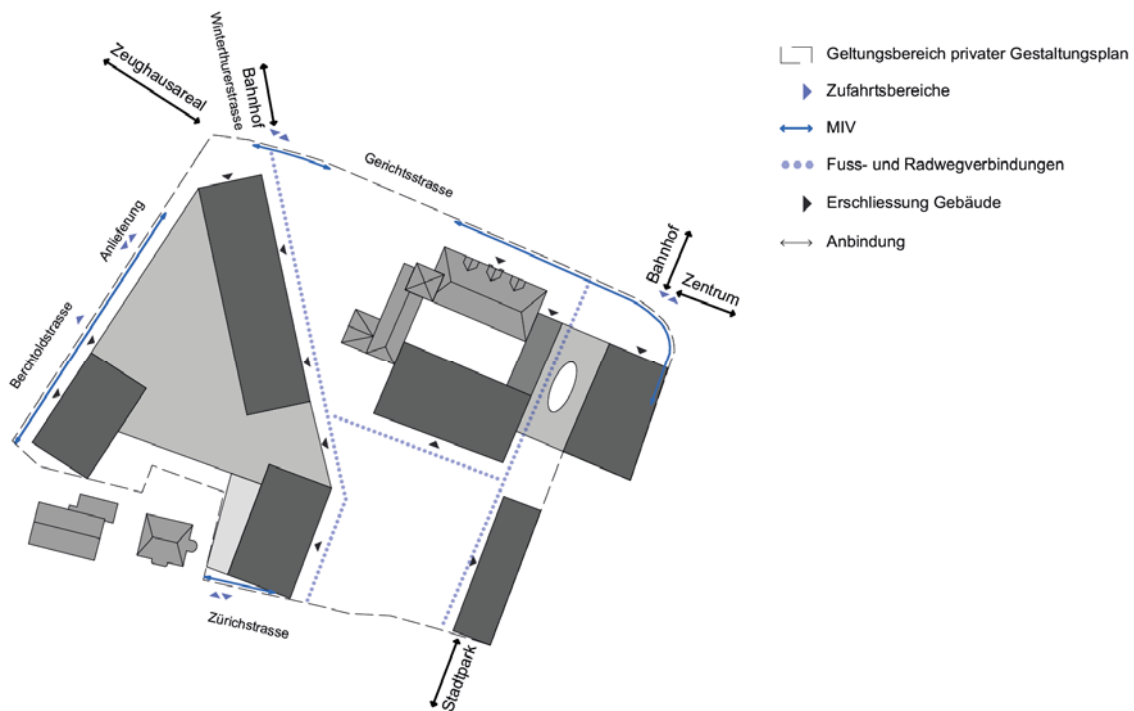 Zeughausareal
Winterthurerstrasse
Bahnhof
Gerichtsstrasse
Anlieferung
Berchtoldstrasse
Bahnhof
Zentrum
Zürichstrasse
Stadtpark
Geltungsbereich privater Gestaltungsplan
Zufahrtsbereiche
MIV
Fuss- und Radwegverbindungen
Erschliessung Gebäude
Anbindung